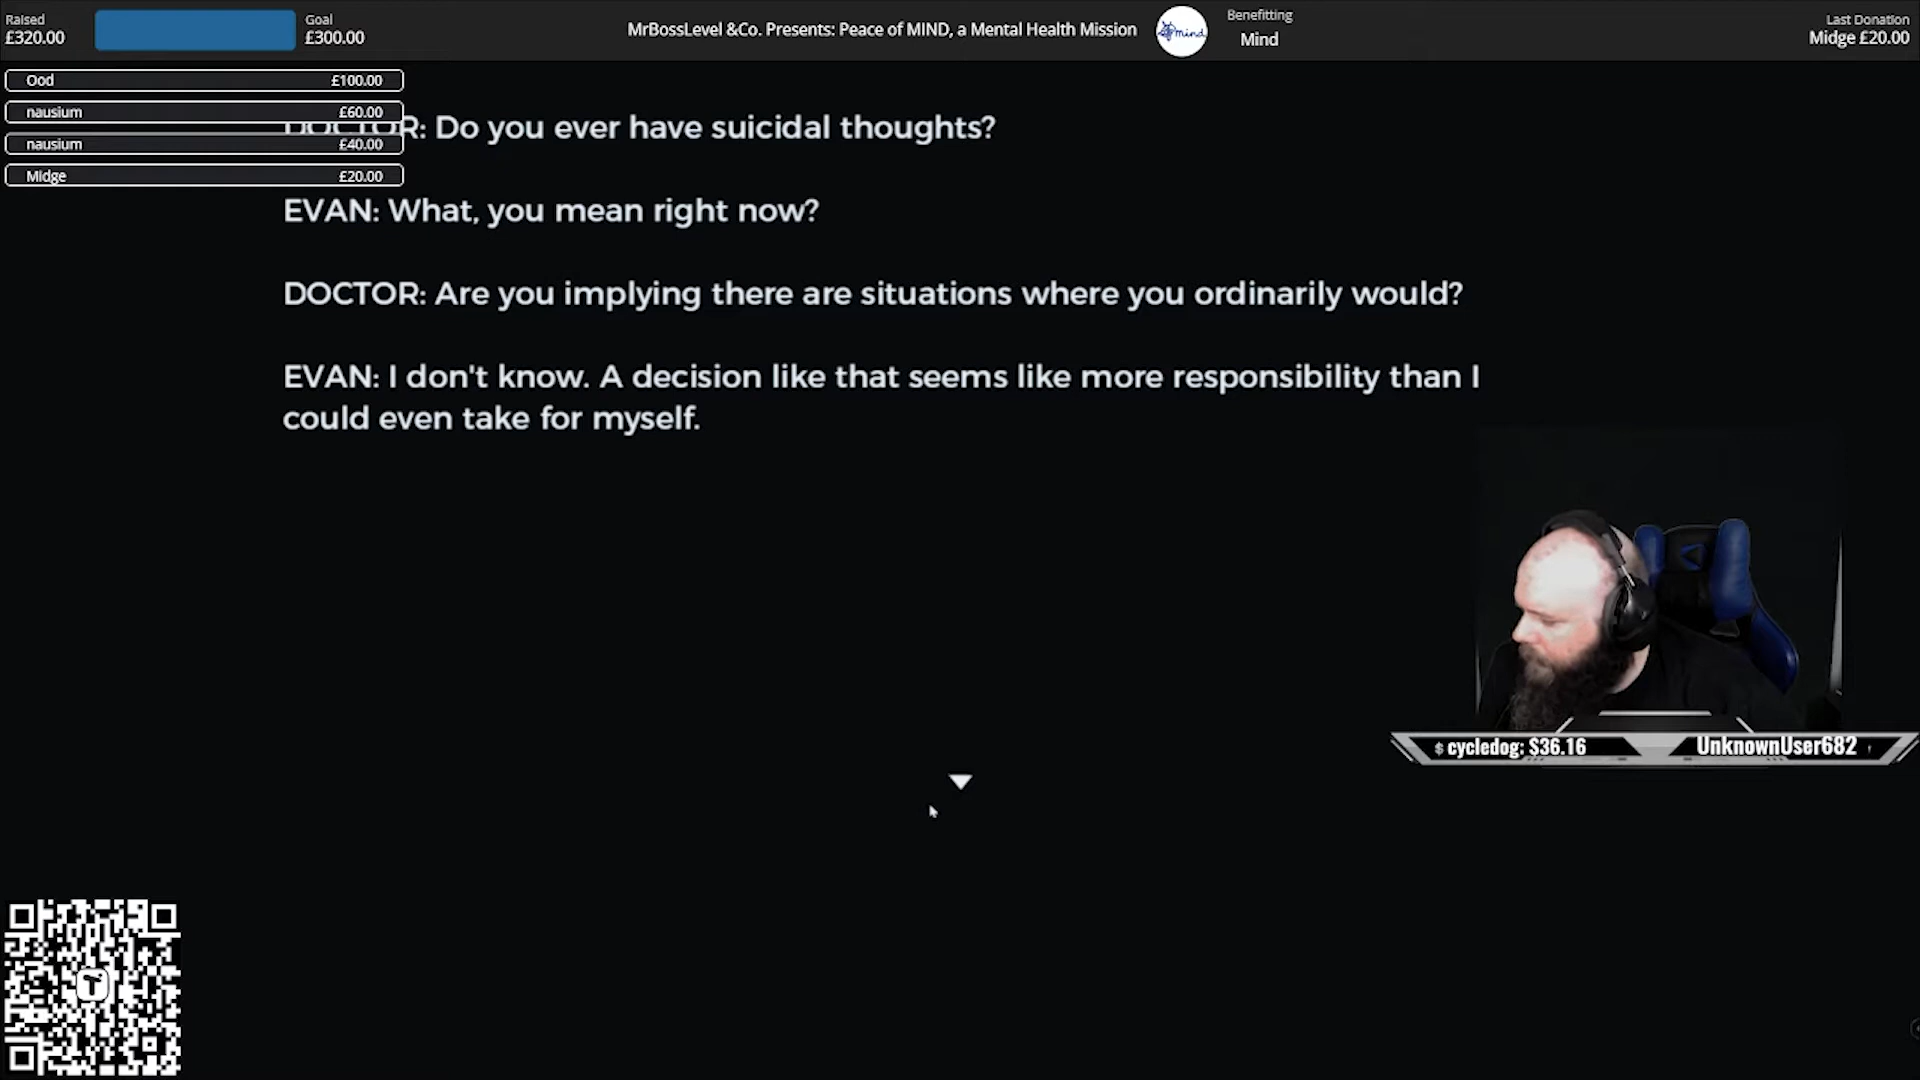 Raised
£320.00
Goal
£300.00
MrBossLevel &Co. Presents: Peace of MIND, a Mental Health Mission
mind
Benefitting
Mind
Last Donation
Midge £20.00
Ood £100.00
nausium £60.00
nausium £40.00
Midge £20.00
DOCTOR: Do you ever have suicidal thoughts?
EVAN: What, you mean right now?
DOCTOR: Are you implying there are situations where you ordinarily would?
EVAN: I don't know. A decision like that seems like more responsibility than I
could even take for myself.
$ cycledog: $36.16
UnknownUser682
T